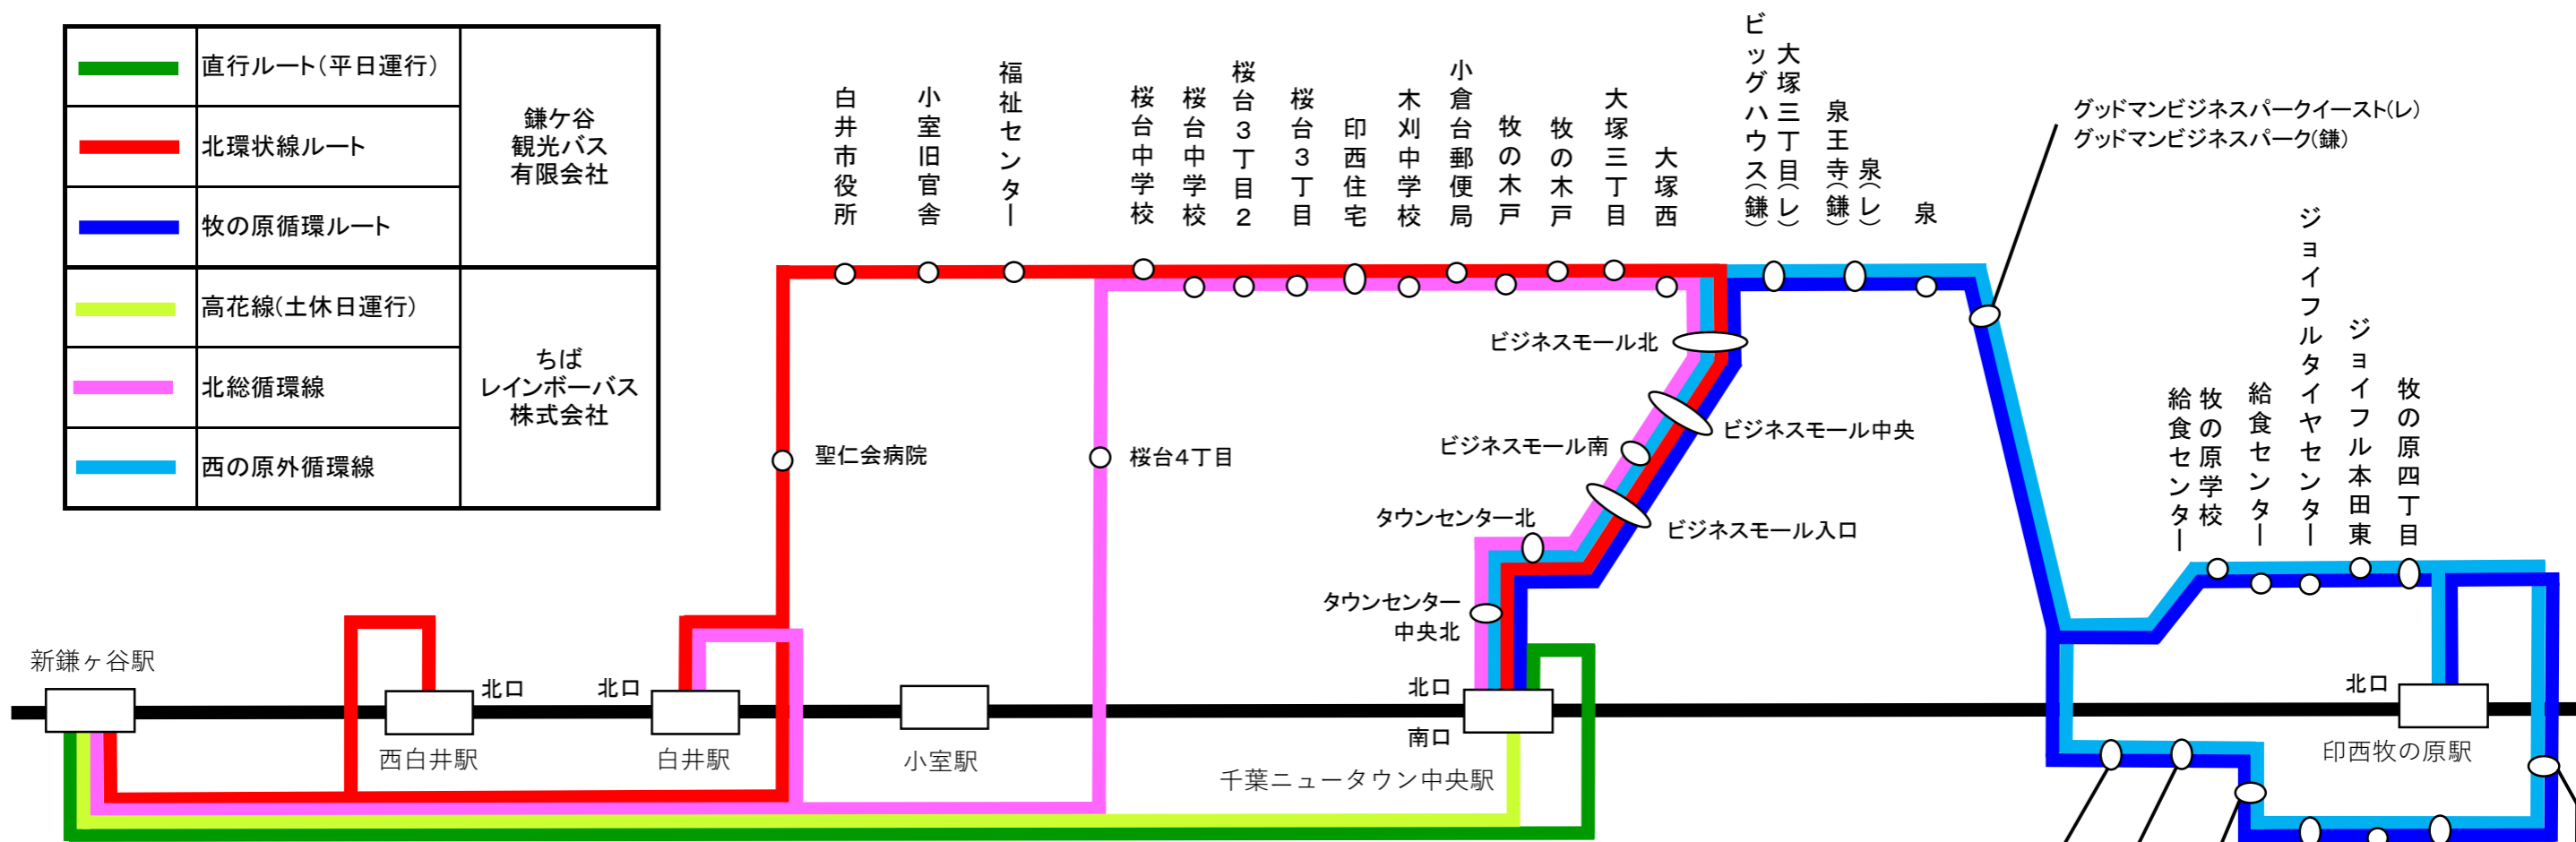 直行ルート(平日運行)
北環状線ルート
牧の原循環ルート
鎌ケ谷
観光バス
有限会社
高花線(土休日運行)
北総循環線
西の原外循環線
ちば
レインボーバス
株式会社
白井市役所
小室旧官舎
福祉センター
桜台中学校
桜台中学校
桜台3丁目2
桜台3丁目
印西住宅
木刈中学校
小倉台郵便局
牧の木戸
牧の木戸
大塚三丁目
大塚西
ビッグハウス(鎌)
大塚三丁目(レ)
泉王寺(鎌)
泉(レ)
泉
グッドマンビジネスパークイースト(レ)
グッドマンビジネスパーク(鎌)
給食センター
牧の原学校
給食センター
ジョイフルタイヤセンター
ジョイフル本田東
牧の原四丁目
ビジネスモール北
ビジネスモール中央
ビジネスモール南
ビジネスモール入口
タウンセンター北
タウンセンター
中央北
聖仁会病院
桜台4丁目
新鎌ヶ谷駅
北口
西白井駅
北口
白井駅
小室駅
北口
南口
千葉ニュータウン中央駅
北口
印西牧の原駅